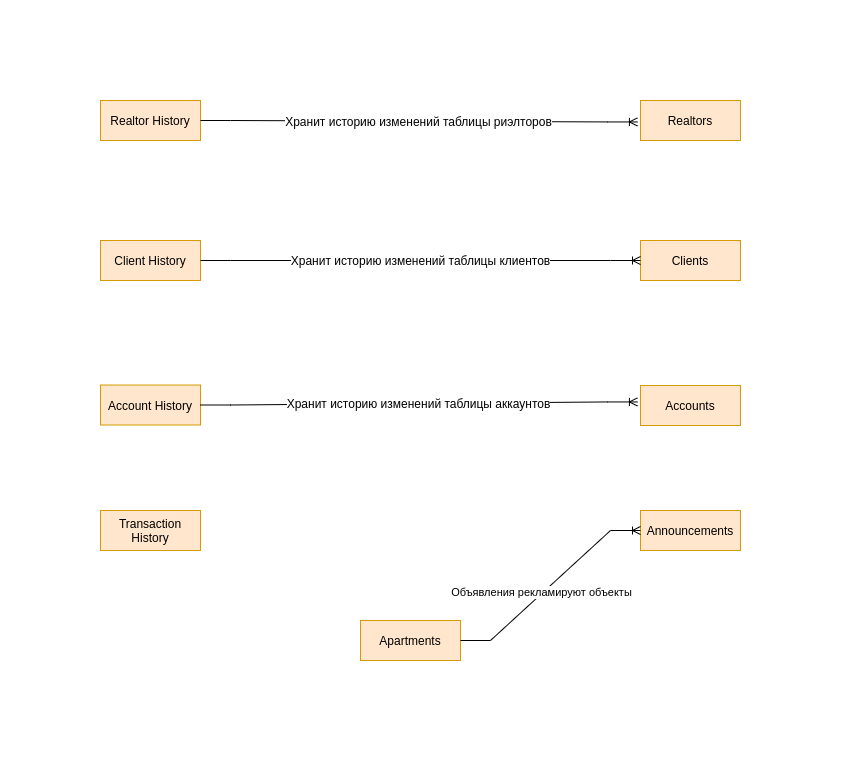 Realtor History
Хранит историю изменений таблицы риэлторов
Realtors
Client History
Хранит историю изменений таблицы клиентов
Clients
Account History
Хранит историю изменений таблицы аккаунтов
Accounts
Transaction
History
Announcements
Объявления рекламируют объекты
Apartments